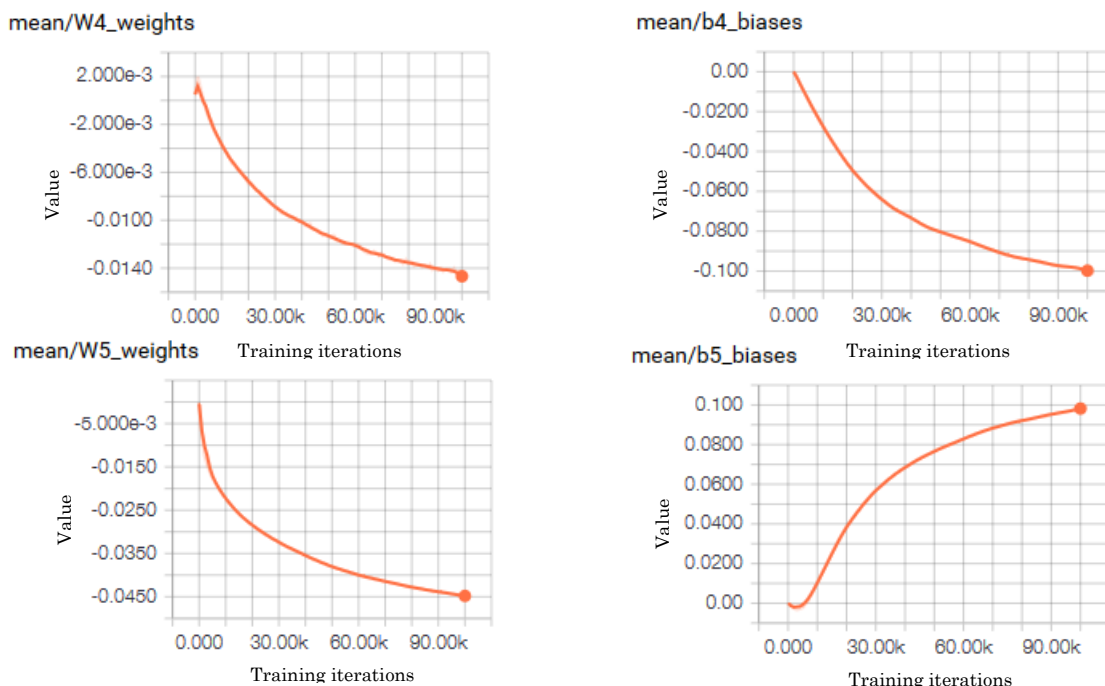 mean/W4_weights
2.000e-3
-2.000e-3
-6.000e-3
-0.0100
-0.0140
Value
0.000 30.00k 60.00k 90.00k
Training iterations
mean/b4_biases
0.00
-0.0200
-0.0400
-0.0600
-0.0800
-0.100
Value
0.000 30.00k 60.00k 90.00k
Training iterations
mean/W5_weights
-5.000e-3
-0.0150
-0.0250
-0.0350
-0.0450
Value
0.000 30.00k 60.00k 90.00k
Training iterations
mean/b5_biases
0.100
0.0800
0.0600
0.0400
0.0200
0.00
Value
0.000 30.00k 60.00k 90.00k
Training iterations